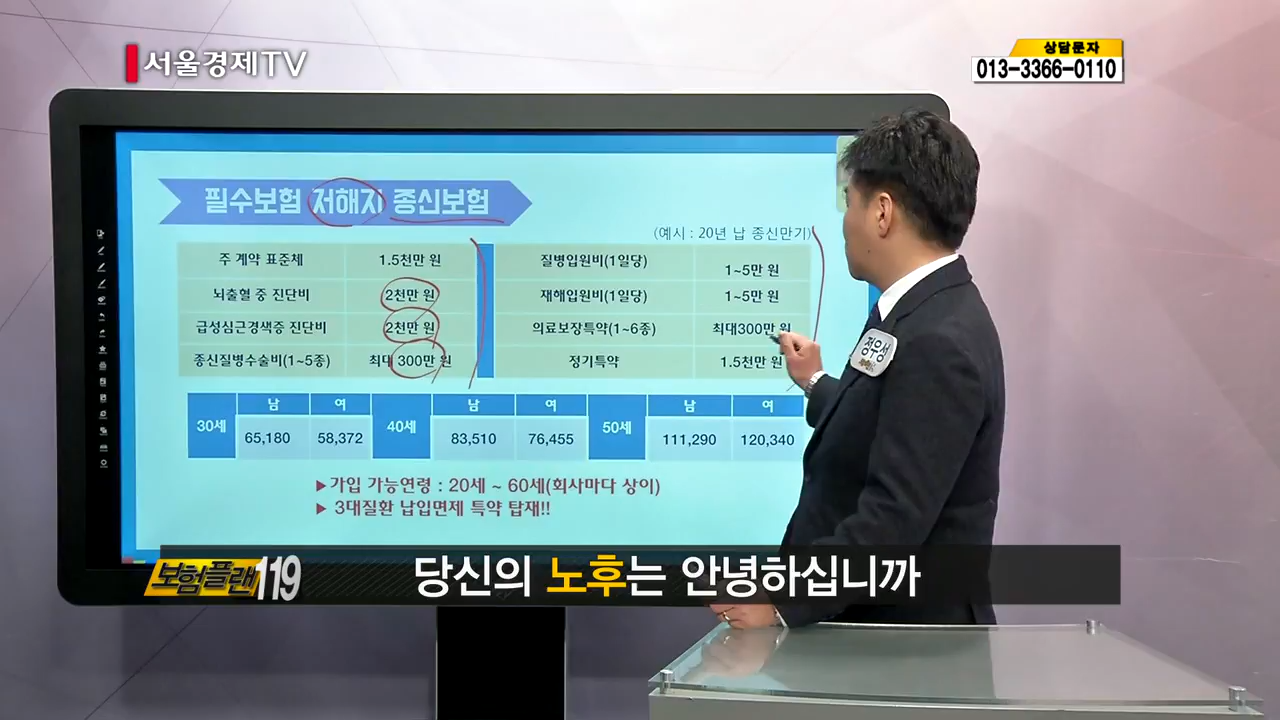 서울경제TV
상담문자
013-3366-0110
필수보험 저해지 종신보험
(예시 : 20년 납 종신만기)
주 계약 표준체 1.5천만 원 질병입원비(1일당) 1~5만 원
뇌출혈 중 진단비 2천만 원 재해입원비(1일당) 1~5만 원
급성심근경색증 진단비 2천만 원 의료보장특약(1~6종) 최대300만 원
종신질병수술비(1~5종) 최대 300만 원 정기특약 1.5천만 원
30세 남 여 40세 남 여 50세 남 여
65,180 58,372 83,510 76,455 111,290 120,340
▶가입 가능연령 : 20세 ~ 60세(회사마다 상이)
▶ 3대질환 납입면제 특약 탑재!!
정우성
보험플랜119 당신의 노후는 안녕하십니까